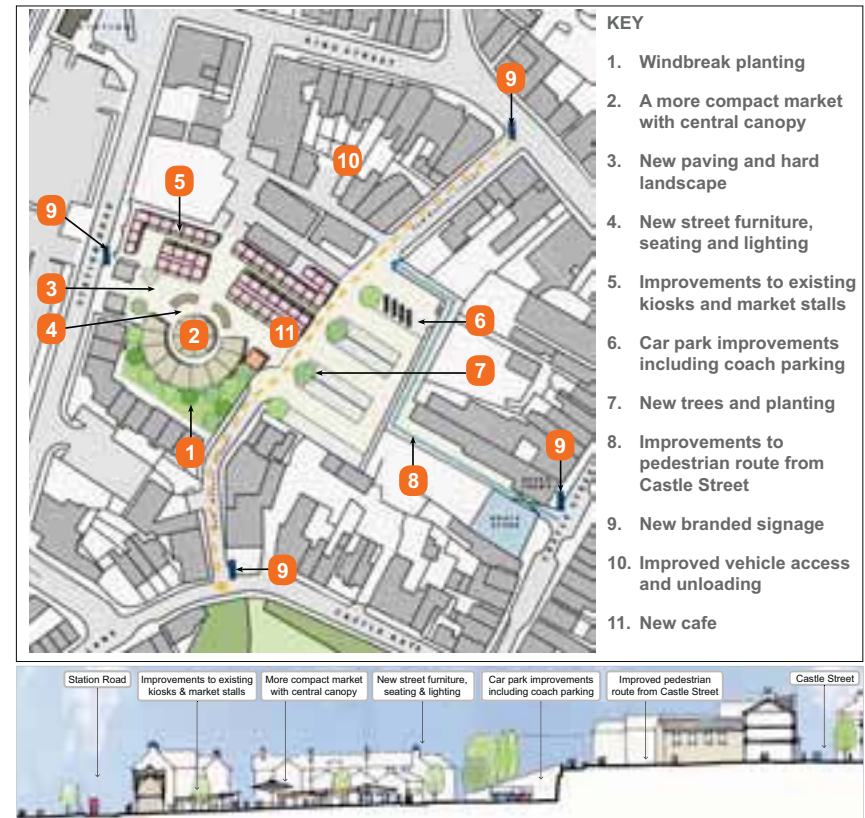 KING STREET
9
10
5
9
3
4
2
11
6
7
1
8
9
9
LANE
CASTLE GATE
KEY
1. Windbreak planting
2. A more compact market
with central canopy
3. New paving and hard
landscape
4. New street furniture,
seating and lighting
5. Improvements to existing
kiosks and market stalls
6. Car park improvements
including coach parking
7. New trees and planting
8. Improvements to
pedestrian route from
Castle Street
9. New branded signage
10. Improved vehicle access
and unloading
11. New cafe
Station Road
Improvements to existing
kiosks & market stalls
More compact market
with central canopy
New street furniture,
seating & lighting
Car park improvements
including coach parking
Improved pedestrian
route from Castle Street
Castle Street